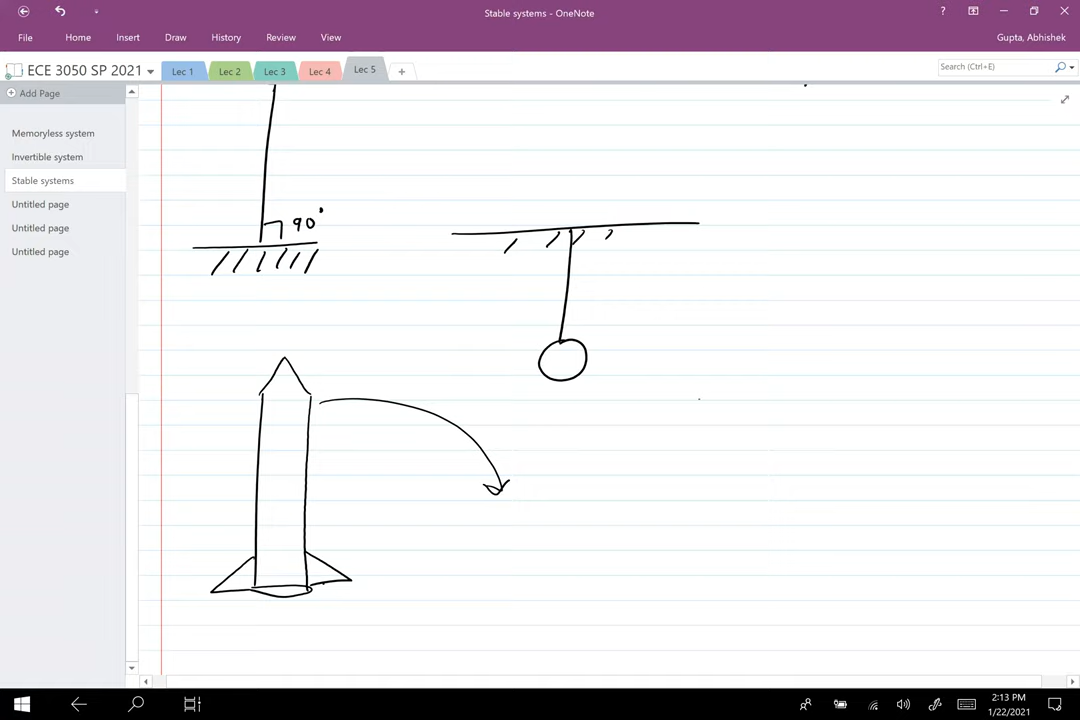 Stable systems - OneNote
?
Gupta, Abhishek
File Home Insert Draw History Review View
ECE 3050 SP 2021 Lec 1 Lec 2 Lec 3 Lec 4 Lec 5 +
Search (Ctrl+E)
Add Page
Memoryless system
Invertible system
Stable systems
Untitled page
Untitled page
Untitled page
90°
2:13 PM
1/22/2021